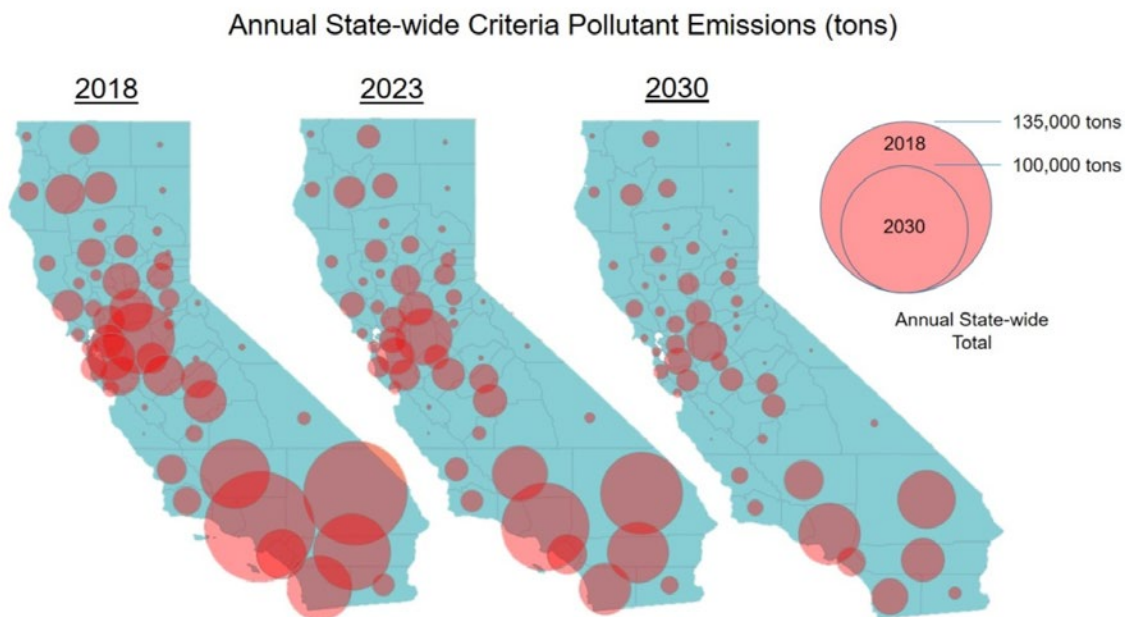 Annual State-wide Criteria Pollutant Emissions (tons)
2018
2023
2030
135,000 tons
2018
100,000 tons
2030
Annual State-wide
Total